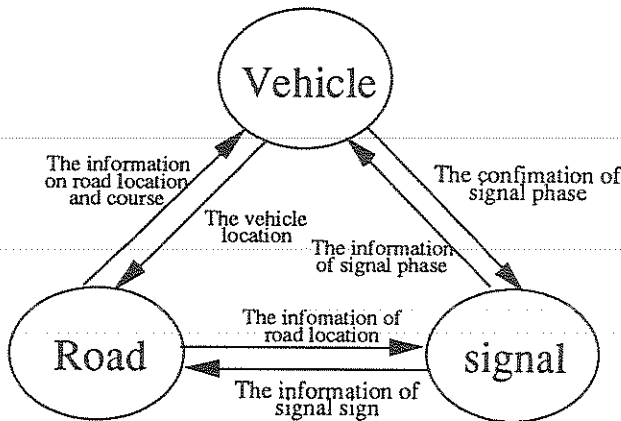 Vehicle
The information
on road location
and course
The confimation of
signal phase
The vehicle
location
The information
of signal phase
Road
The infomation of
road location
signal
The information of
signal sign